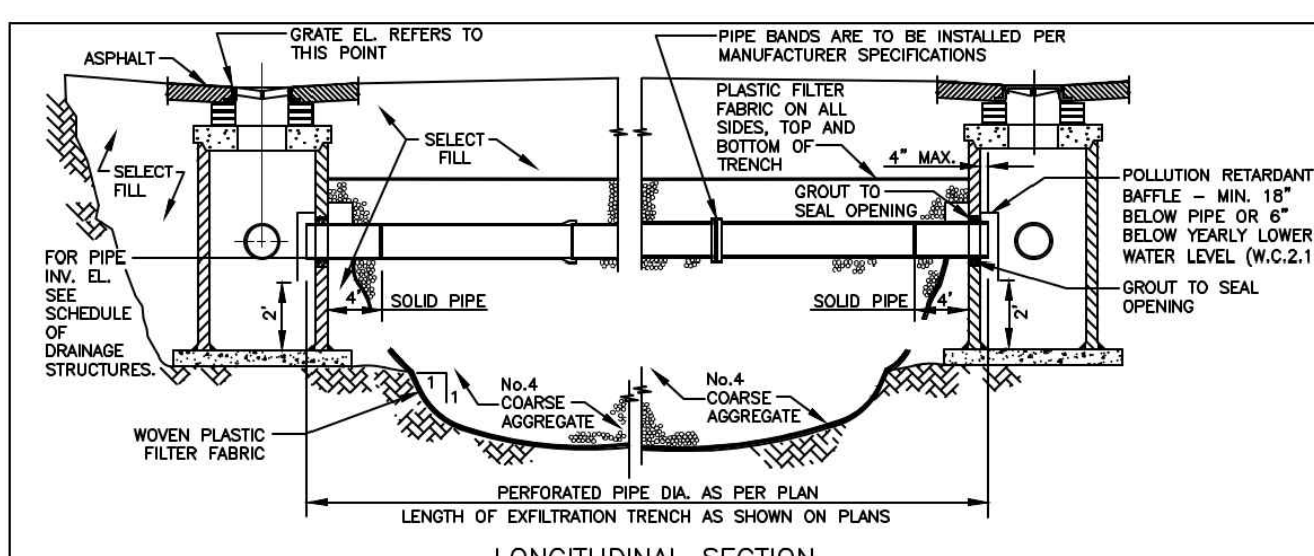 GRATE EL. REFERS TO
THIS POINT
ASPHALT
PIPE BANDS ARE TO BE INSTALLED PER
MANUFACTURER SPECIFICATIONS
PLASTIC FILTER
FABRIC ON ALL
SIDES, TOP AND
BOTTOM OF
TRENCH
4" MAX.
SELECT
FILL
SELECT
FILL
GROUT TO
SEAL OPENING
POLLUTION RETARDANT
BAFFLE – MIN. 18"
BELOW PIPE OR 6"
BELOW YEARLY LOWER
WATER LEVEL (W.C.2.1
FOR PIPE
INV. EL.
SEE
SCHEDULE
OF
DRAINAGE
STRUCTURES.
2'
4'
SOLID PIPE
SOLID PIPE
4'
2'
GROUT TO SEAL
OPENING
1
1
No.4
COARSE
AGGREGATE
No.4
COARSE
AGGREGATE
WOVEN PLASTIC
FILTER FABRIC
PERFORATED PIPE DIA. AS PER PLAN
LENGTH OF EXFILTRATION TRENCH AS SHOWN ON PLANS
LONGITUDINAL SECTION